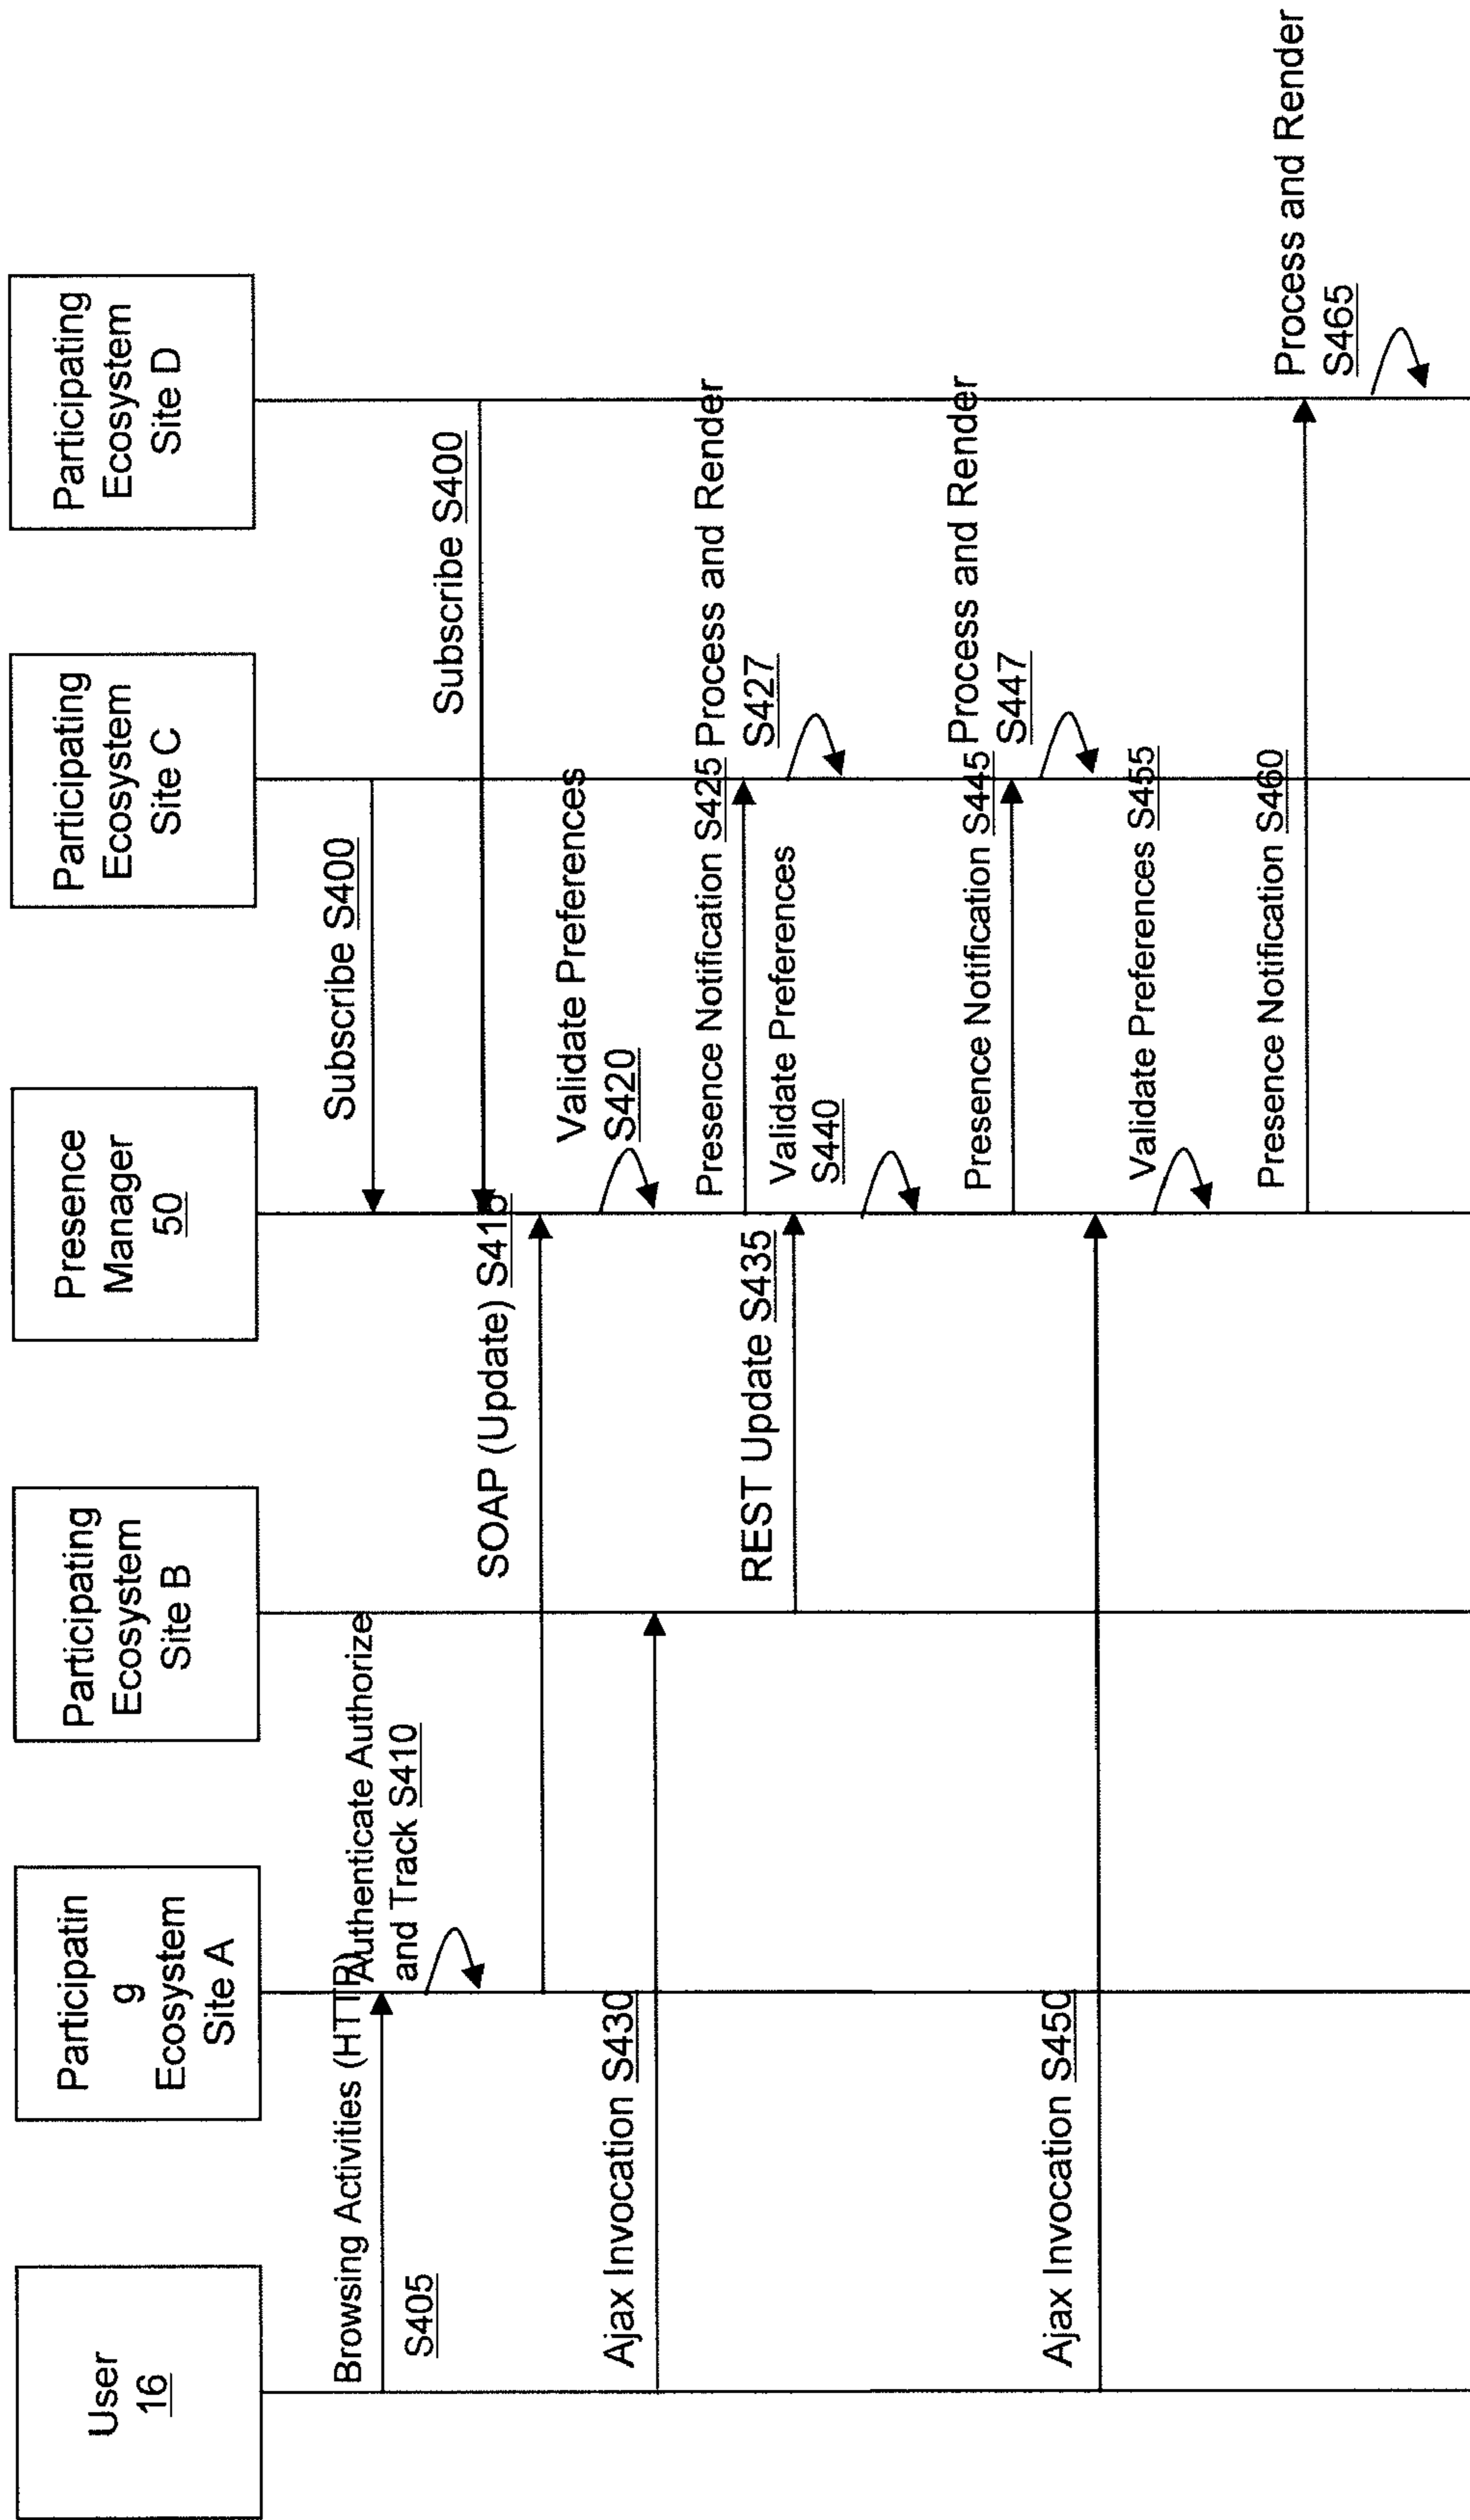 User
16
Participatin
g
Ecosystem
Site A
Participating
Ecosystem
Site B
Presence
Manager
50
Participating
Ecosystem
Site C
Participating
Ecosystem
Site D
Subscribe S400
Subscribe S400
Browsing Activities (HTTP)
S405
Authenticate Authorize
and Track S410
SOAP (Update) S415
Validate Preferences
S420
Presence Notification S425
Process and Render
S427
Ajax Invocation S430
REST Update S435
Validate Preferences
S440
Presence Notification S445
Process and Render
S447
Ajax Invocation S450
Validate Preferences S455
Presence Notification S460
Process and Render
S465